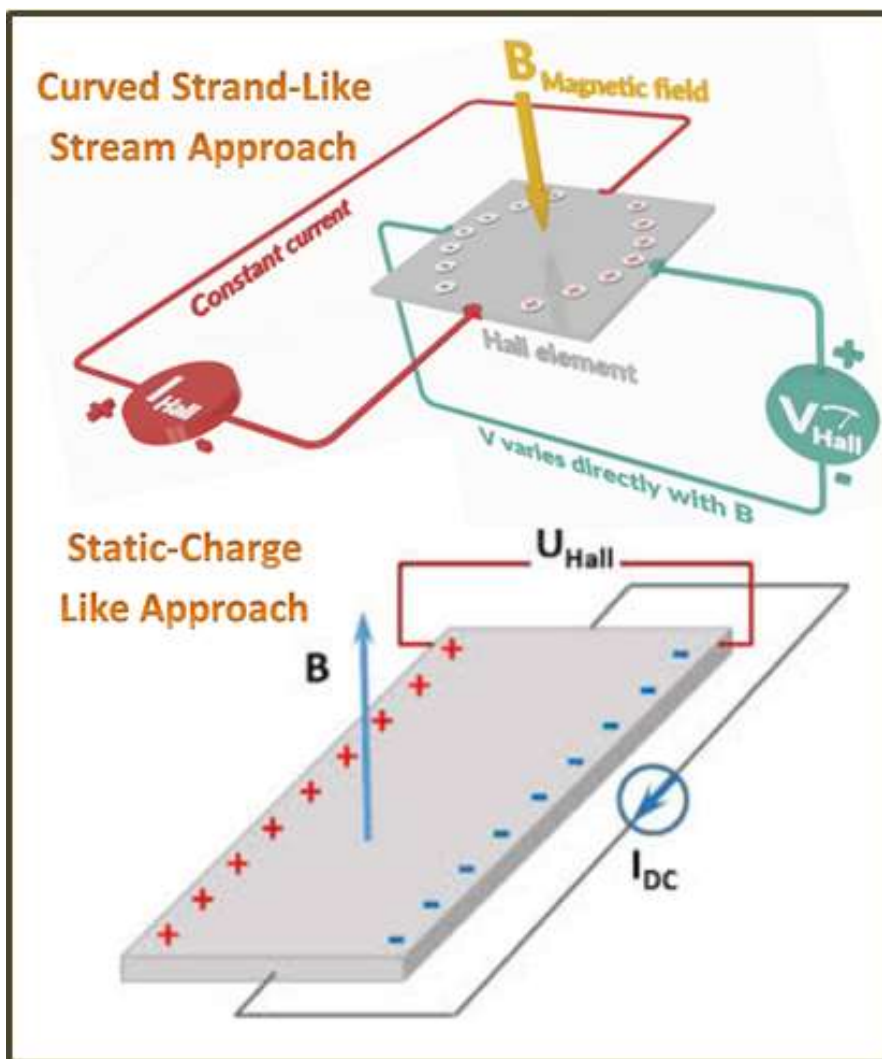 Curved Strand-Like
Stream Approach
B Magnetic field
Constant current
Hall element
I Hall
+
-
+
V Hall
-
V varies directly with B
Static-Charge
Like Approach
U Hall
B
+ + + + + + + + +
- - - - - - - - -
I DC